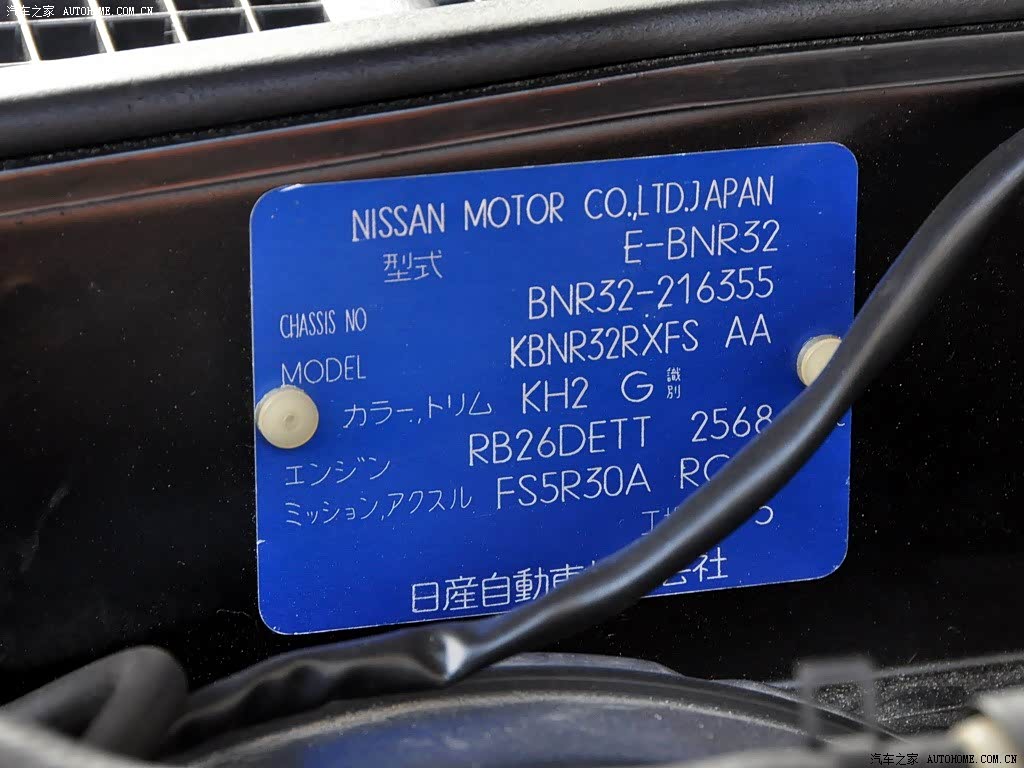 汽车之家 AUTOHOME.COM.CN
NISSAN MOTOR CO.,LTD.JAPAN
型式 E-BNR32
CHASSIS NO BNR32-216355
MODEL KBNR32RXFS AA
カラー,トリム KH2 G 識別
エンジン RB26DETT 2568
ミッション,アクスル FS5R30A
日産自動車 会社
汽车之家 AUTOHOME.COM.CN